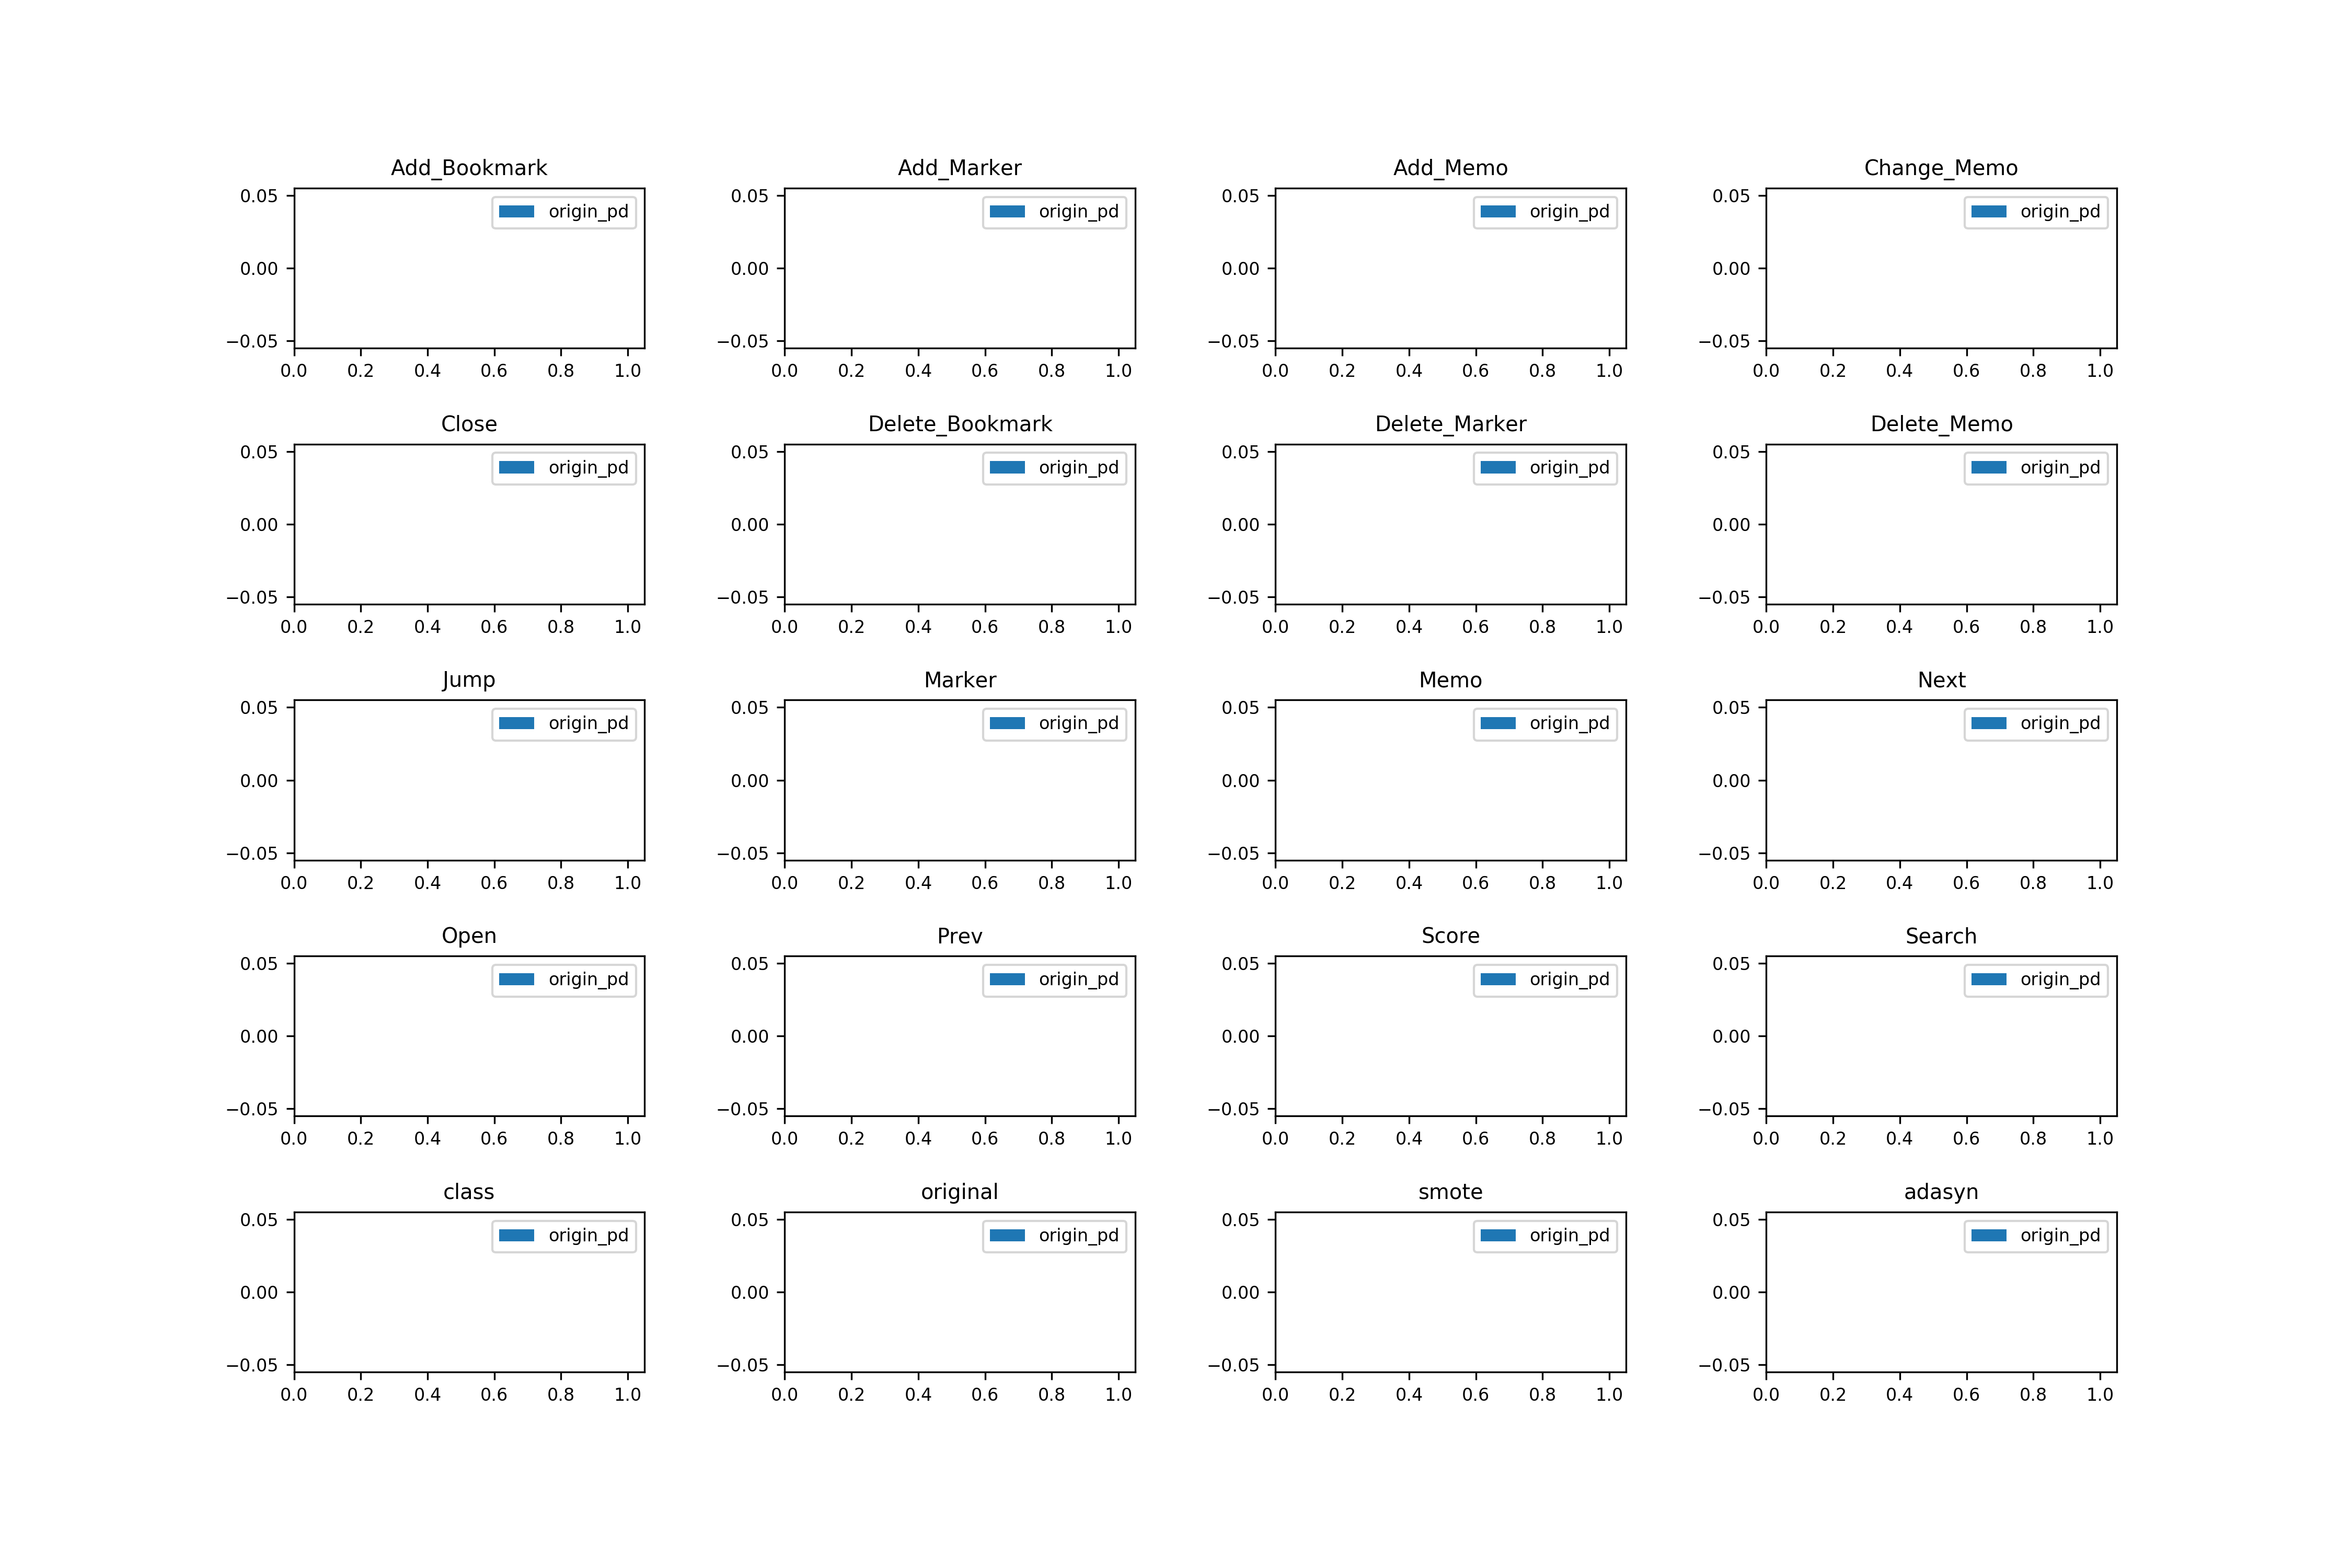 Add_Bookmark Add_Marker Add_Memo Change_Memo
0.05 origin_pd 0.05 origin_pd 0.05 origin_pd 0.05 origin_pd
0.00 0.00 0.00 0.00
−0.05 −0.05 −0.05 −0.05
0.0 0.2 0.4 0.6 0.8 1.0 0.0 0.2 0.4 0.6 0.8 1.0 0.0 0.2 0.4 0.6 0.8 1.0 0.0 0.2 0.4 0.6 0.8 1.0
Close Delete_Bookmark Delete_Marker Delete_Memo
0.05 origin_pd 0.05 origin_pd 0.05 origin_pd 0.05 origin_pd
0.00 0.00 0.00 0.00
−0.05 −0.05 −0.05 −0.05
0.0 0.2 0.4 0.6 0.8 1.0 0.0 0.2 0.4 0.6 0.8 1.0 0.0 0.2 0.4 0.6 0.8 1.0 0.0 0.2 0.4 0.6 0.8 1.0
Jump Marker Memo Next
0.05 origin_pd 0.05 origin_pd 0.05 origin_pd 0.05 origin_pd
0.00 0.00 0.00 0.00
−0.05 −0.05 −0.05 −0.05
0.0 0.2 0.4 0.6 0.8 1.0 0.0 0.2 0.4 0.6 0.8 1.0 0.0 0.2 0.4 0.6 0.8 1.0 0.0 0.2 0.4 0.6 0.8 1.0
Open Prev Score Search
0.05 origin_pd 0.05 origin_pd 0.05 origin_pd 0.05 origin_pd
0.00 0.00 0.00 0.00
−0.05 −0.05 −0.05 −0.05
0.0 0.2 0.4 0.6 0.8 1.0 0.0 0.2 0.4 0.6 0.8 1.0 0.0 0.2 0.4 0.6 0.8 1.0 0.0 0.2 0.4 0.6 0.8 1.0
class original smote adasyn
0.05 origin_pd 0.05 origin_pd 0.05 origin_pd 0.05 origin_pd
0.00 0.00 0.00 0.00
−0.05 −0.05 −0.05 −0.05
0.0 0.2 0.4 0.6 0.8 1.0 0.0 0.2 0.4 0.6 0.8 1.0 0.0 0.2 0.4 0.6 0.8 1.0 0.0 0.2 0.4 0.6 0.8 1.0